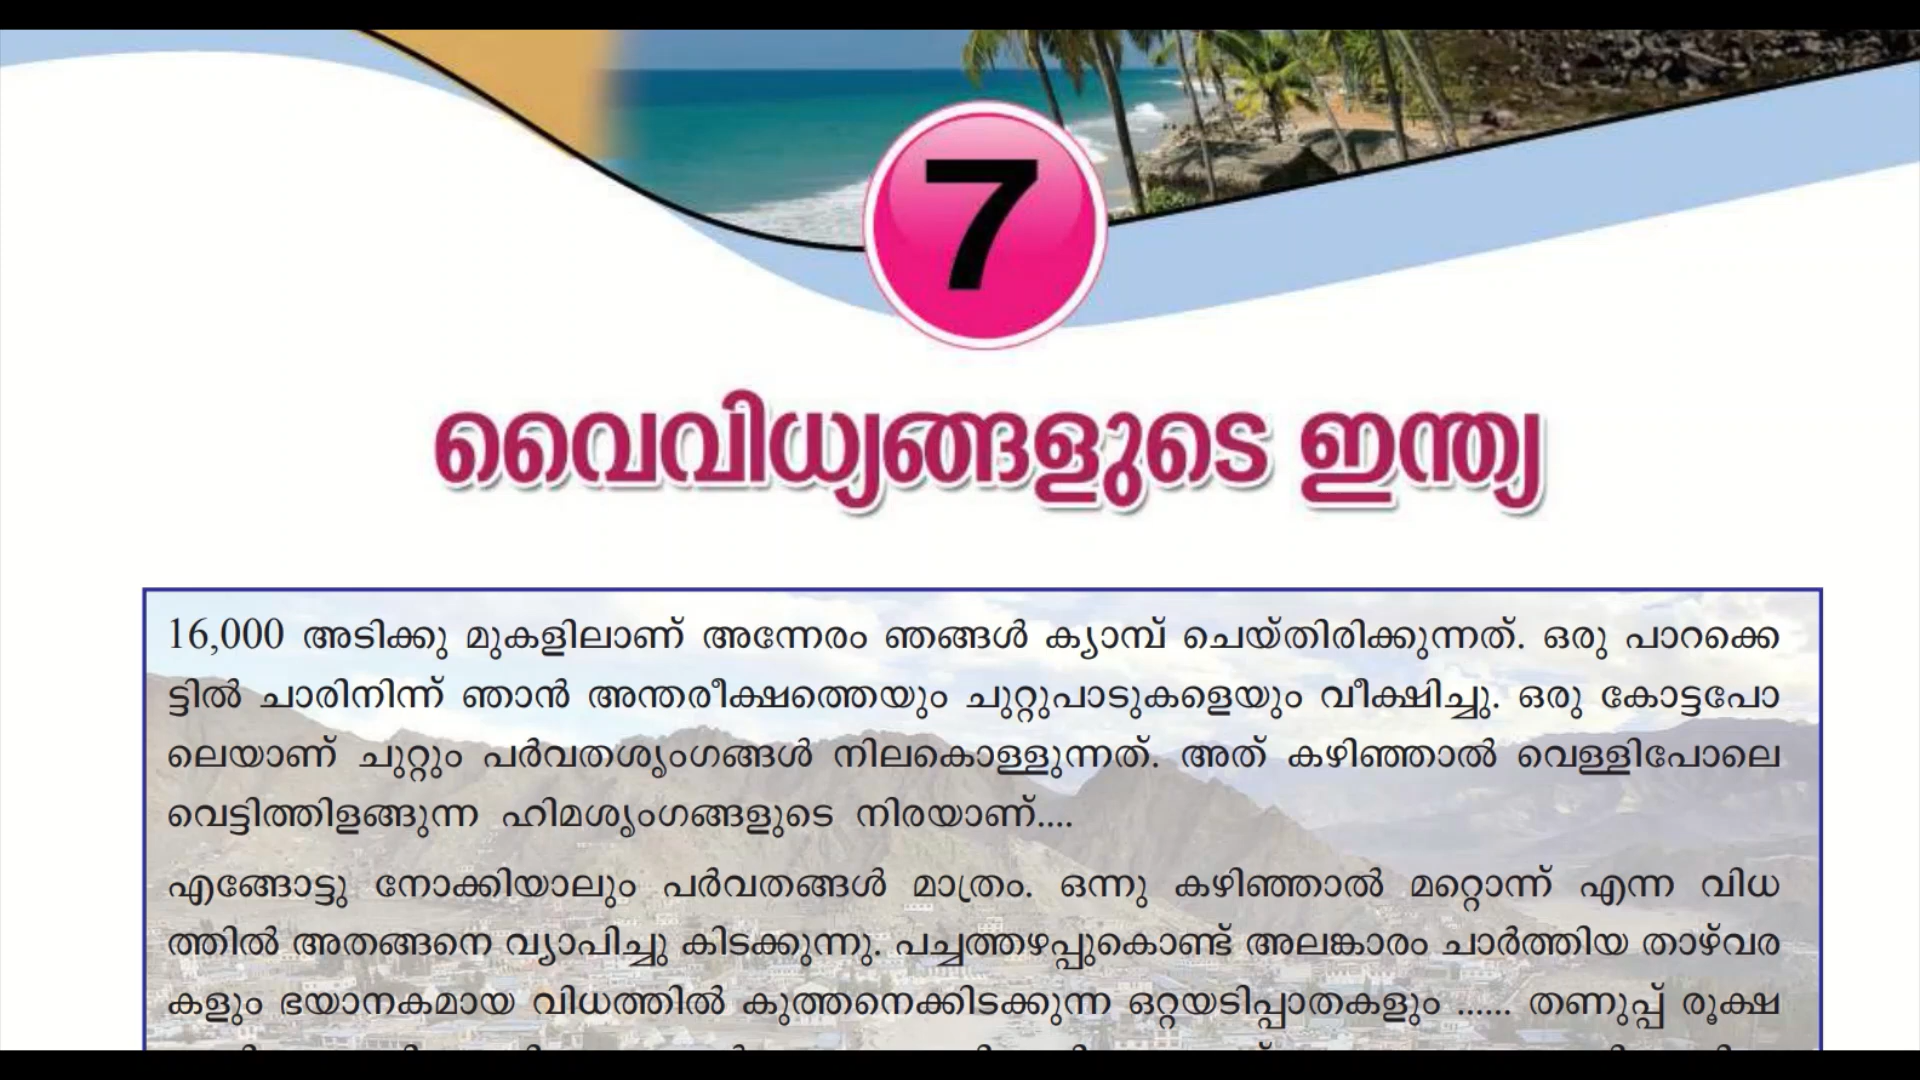 7
വൈവിധ്യങ്ങളുടെ ഇന്ത്യ
16,000 അടിക്കു മുകളിലാണ് അന്നേരം ഞങ്ങൾ ക്യാമ്പ് ചെയ്തിരിക്കുന്നത്. ഒരു പാറക്കെ
ട്ടിൽ ചാരിനിന്ന് ഞാൻ അന്തരീക്ഷത്തെയും ചുറ്റുപാടുകളെയും വീക്ഷിച്ചു. ഒരു കോട്ടപോ
ലെയാണ് ചുറ്റും പർവതശൃംഗങ്ങൾ നിലകൊള്ളുന്നത്. അത് കഴിഞ്ഞാൽ വെള്ളിപോലെ
വെട്ടിത്തിളങ്ങുന്ന ഹിമശൃംഗങ്ങളുടെ നിരയാണ്....
എങ്ങോട്ടു നോക്കിയാലും പർവതങ്ങൾ മാത്രം. ഒന്നു കഴിഞ്ഞാൽ മറ്റൊന്ന് എന്ന വിധ
ത്തിൽ അതങ്ങനെ വ്യാപിച്ചു കിടക്കുന്നു. പച്ചത്തഴപ്പുകൊണ്ട് അലങ്കാരം ചാർത്തിയ താഴ്‌വര
കളും ഭയാനകമായ വിധത്തിൽ കുത്തനെക്കിടക്കുന്ന ഒറ്റയടിപ്പാതകളും ...... തണുപ്പ് രൂക്ഷ